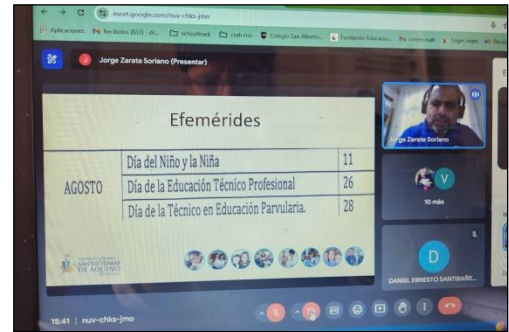 meet.google.com/nuv-chks-jmo
Aplicaciones
schooltrack
Colegio San Alberto...
Jorge Zarate Soriano (Presentar)
Efemérides
AGOSTO
Día del Niño y la Niña 11
Día de la Educación Técnico Profesional 26
Día de la Técnico en Educación Parvularia. 28
SANTO TOMÁS
DE AQUINO
Jorge Zarate Soriano
V
10 más
D
DANIEL ERNESTO SANTIBAÑE...
15:41 | nuv-chks-jmo